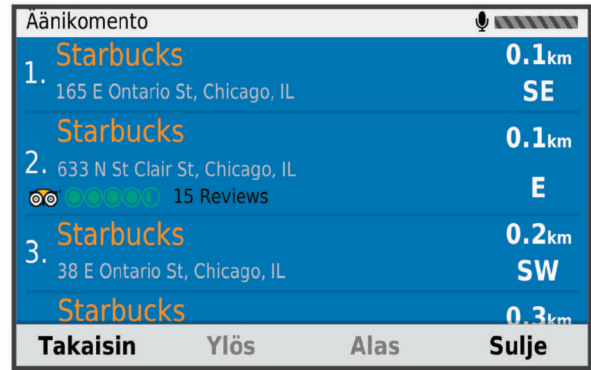 Äänikomento
Starbucks 0.1km
1.
165 E Ontario St, Chicago, IL SE
Starbucks 0.1km
2. 633 N St Clair St, Chicago, IL
15 Reviews E
Starbucks 0.2km
3.
38 E Ontario St, Chicago, IL SW
Starbucks 0.3km
Takaisin Ylös Alas Sulje